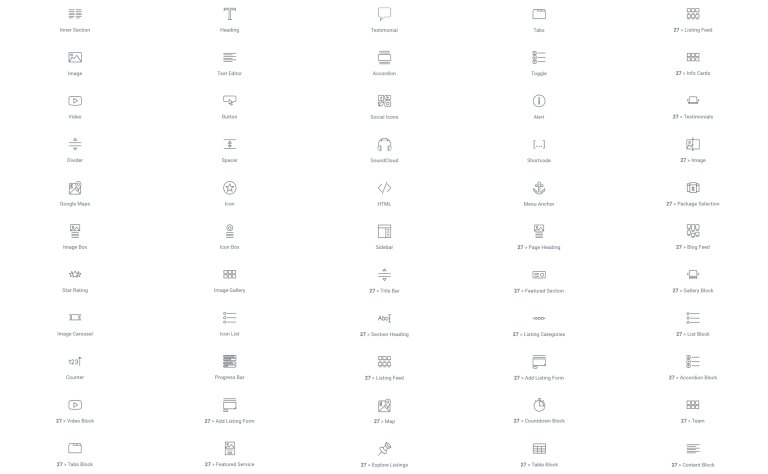 Inner Section
Heading
Testimonial
Tabs
27 > Listing Feed
Image
Text Editor
Accordion
Toggle
27 > Info Cards
Video
Button
Social Icons
Alert
27 > Testimonials
Divider
Spacer
SoundCloud
[...]
Shortcode
27 > Image
Google Maps
Icon
HTML
Menu Anchor
27 > Package Selection
Image Box
Icon Box
Sidebar
27 > Page Heading
27 > Blog Feed
Star Rating
Image Gallery
27 > Title Bar
27 > Featured Section
27 > Gallery Block
Abc
Image Carousel
Icon List
27 > Section Heading
27 > Listing Categories
27 > List Block
123
Counter
Progress Bar
27 > Listing Feed
27 > Add Listing Form
27 > Accordion Block
27 > Video Block
27 > Add Listing Form
27 > Map
27 > Countdown Block
27 > Team
27 > Tabs Block
27 > Featured Service
27 > Explore Listings
27 > Table Block
27 > Content Block